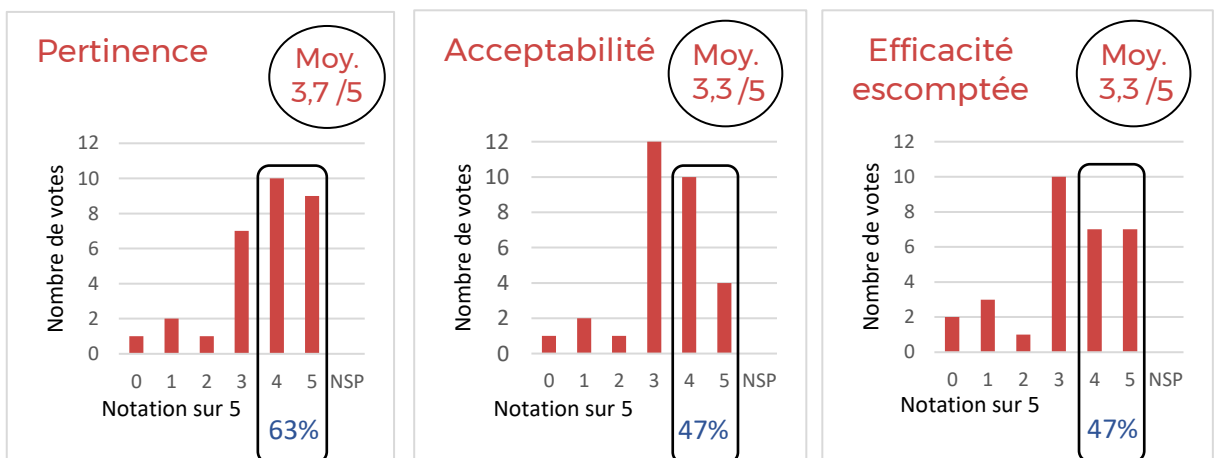 Pertinence
Moy.
3,7 /5
Nombre de votes
12
10
8
6
4
2
0
0 1 2 3 4 5 NSP
Notation sur 5
63%
Acceptabilité
Moy.
3,3 /5
Nombre de votes
12
10
8
6
4
2
0
0 1 2 3 4 5 NSP
Notation sur 5
47%
Efficacité
escomptée
Moy.
3,3 /5
Nombre de votes
12
10
8
6
4
2
0
0 1 2 3 4 5 NSP
Notation sur 5
47%